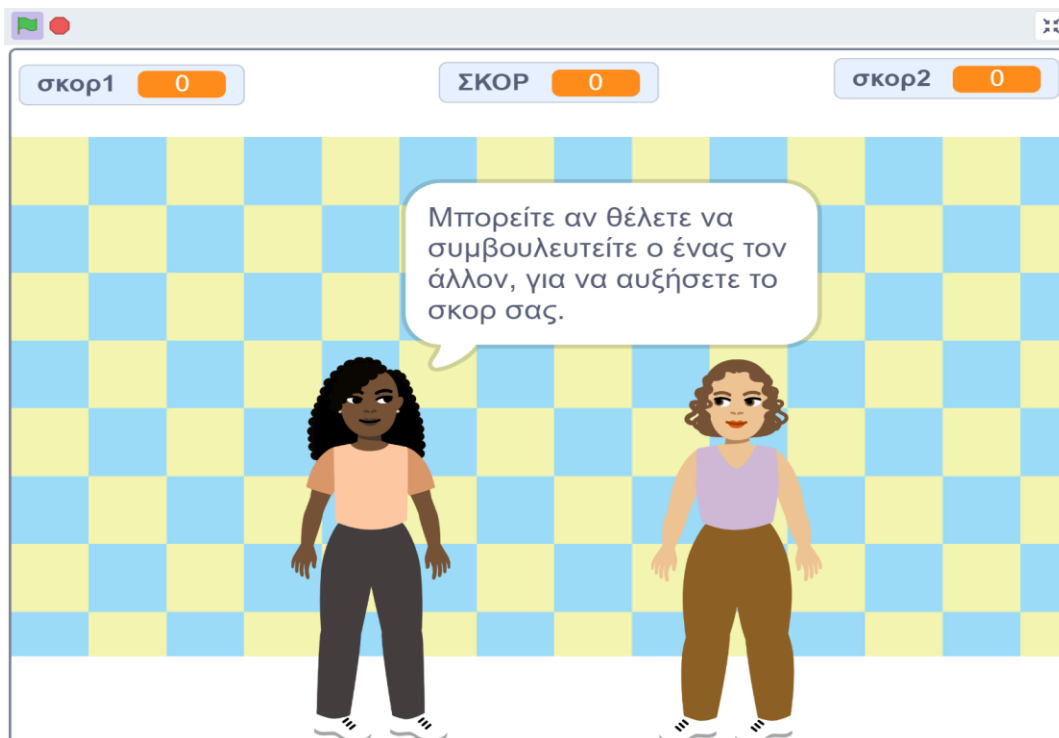 σκορ1 0
ΣΚΟΡ 0
σκορ2 0
Μπορείτε αν θέλετε να
συμβουλευτείτε ο ένας τον
άλλον, για να αυξήσετε το
σκορ σας.